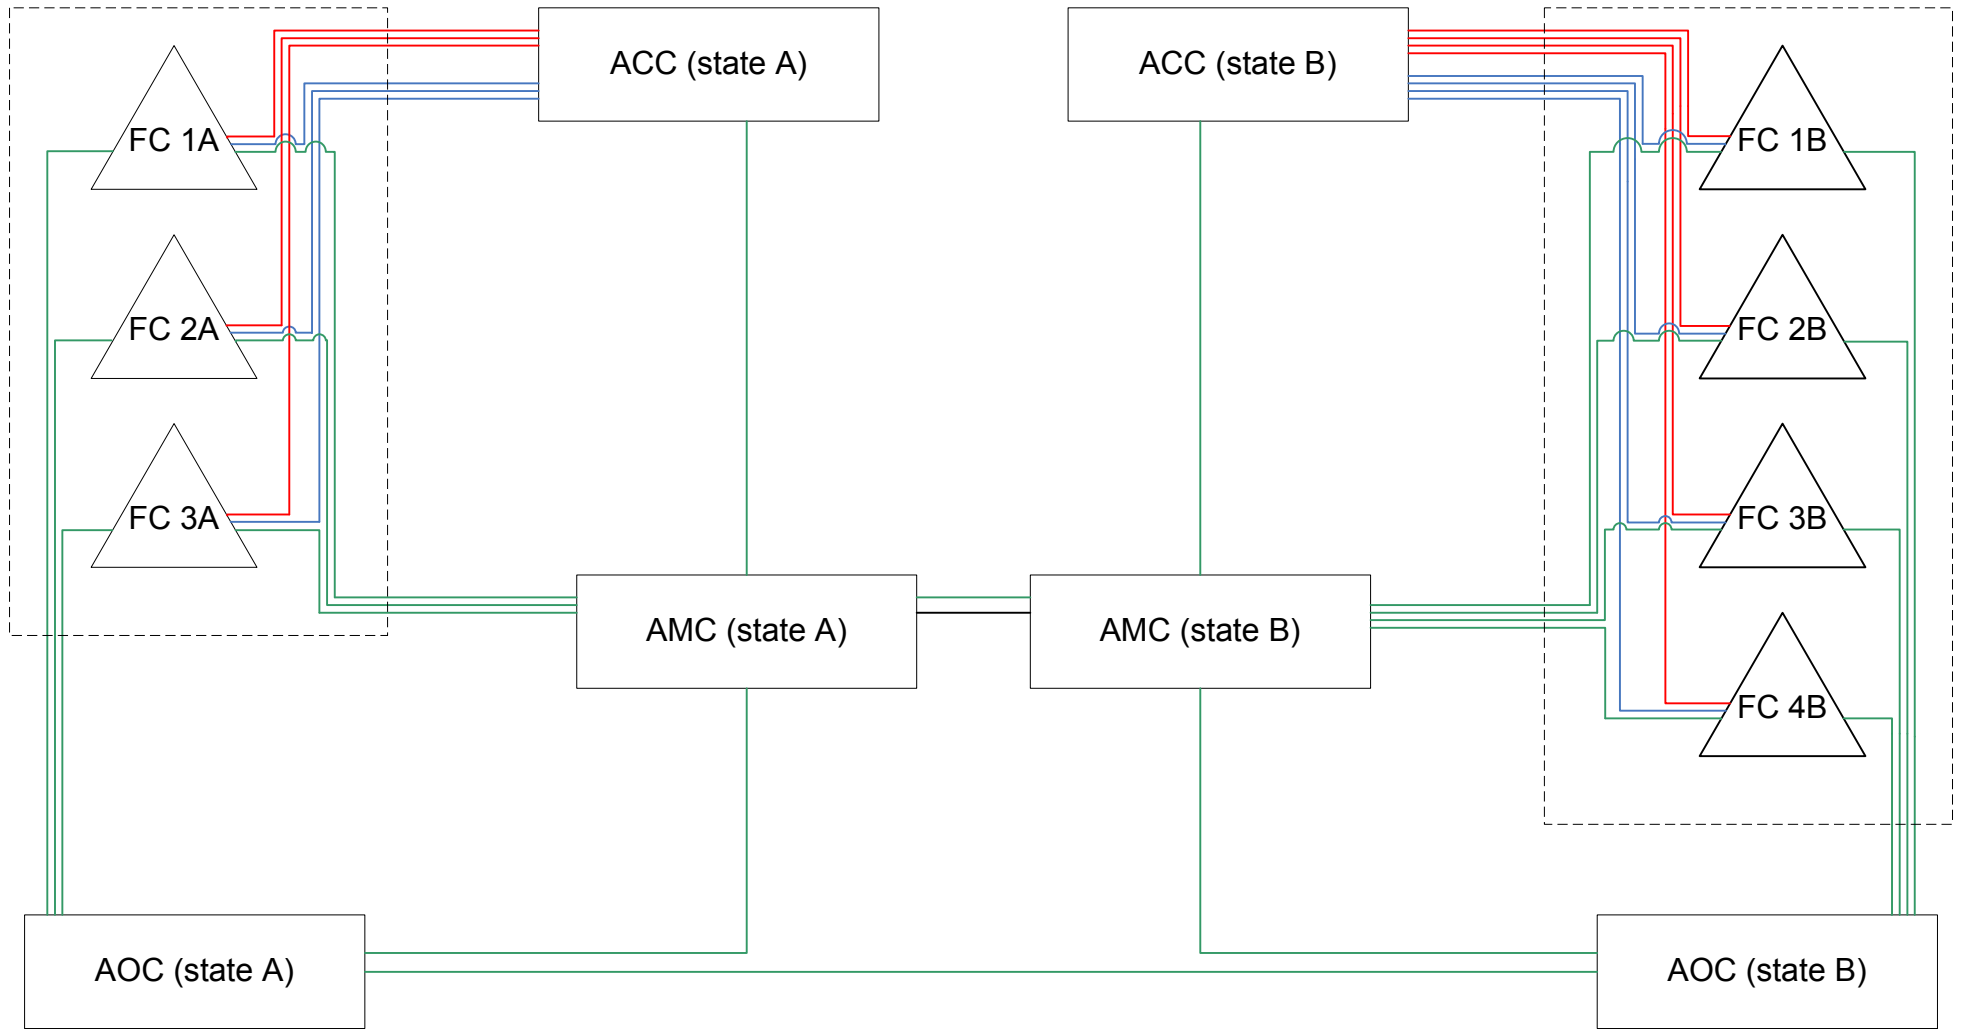 ACC (state A)
ACC (state B)
FC 1A
FC 1B
FC 2A
FC 2B
FC 3A
FC 3B
AMC (state A)
AMC (state B)
FC 4B
AOC (state A)
AOC (state B)